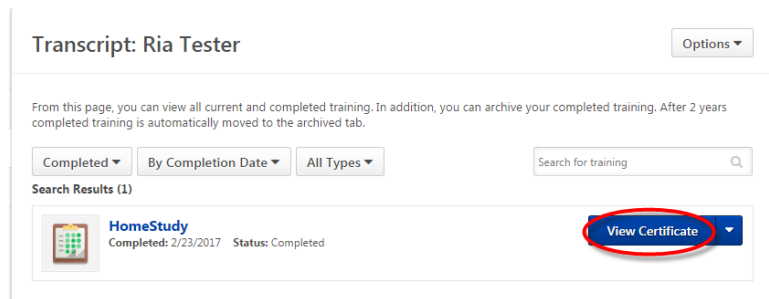 Transcript: Ria Tester
Options ▼
From this page, you can view all current and completed training. In addition, you can archive your completed training. After 2 years
completed training is automatically moved to the archived tab.
Completed ▼ By Completion Date ▼ All Types ▼ Search for training
Search Results (1)
HomeStudy
Completed: 2/23/2017 Status: Completed
View Certificate ▼